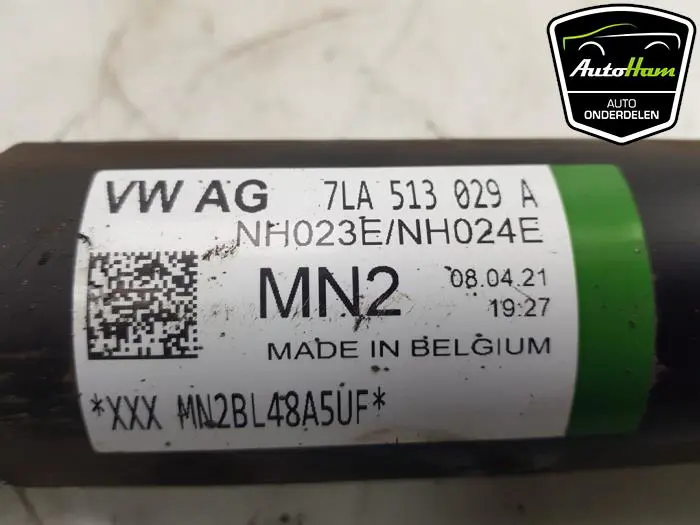 AutoHam
AUTO
ONDERDELEN
VW AG 7LA 513 029 A
NH023E/NH024E
MN2 08.04.21
19:27
MADE IN BELGIUM
*XXX MN2BL48A5UF*